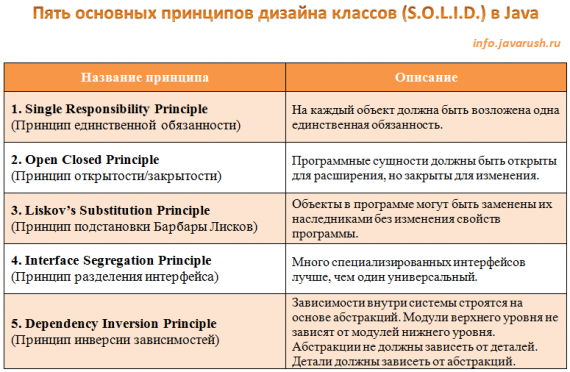 Пять основных принципов дизайна классов (S.O.L.I.D.) в Java
info.javarush.ru
Название принципа
Описание
1. Single Responsibility Principle
(Принцип единственной обязанности)
На каждый объект должна быть возложена одна
единственная обязанность.
2. Open Closed Principle
(Принцип открытости/закрытости)
Программные сущности должны быть открыты
для расширения, но закрыты для изменения.
3. Liskov’s Substitution Principle
(Принцип подстановки Барбары Лисков)
Объекты в программе могут быть заменены их
наследниками без изменения свойств
программы.
4. Interface Segregation Principle
(Принцип разделения интерфейса)
Много специализированных интерфейсов
лучше, чем один универсальный.
5. Dependency Inversion Principle
(Принцип инверсии зависимостей)
Зависимости внутри системы строятся на
основе абстракций. Модули верхнего уровня не
зависят от модулей нижнего уровня.
Абстракции не должны зависеть от деталей.
Детали должны зависеть от абстракций.